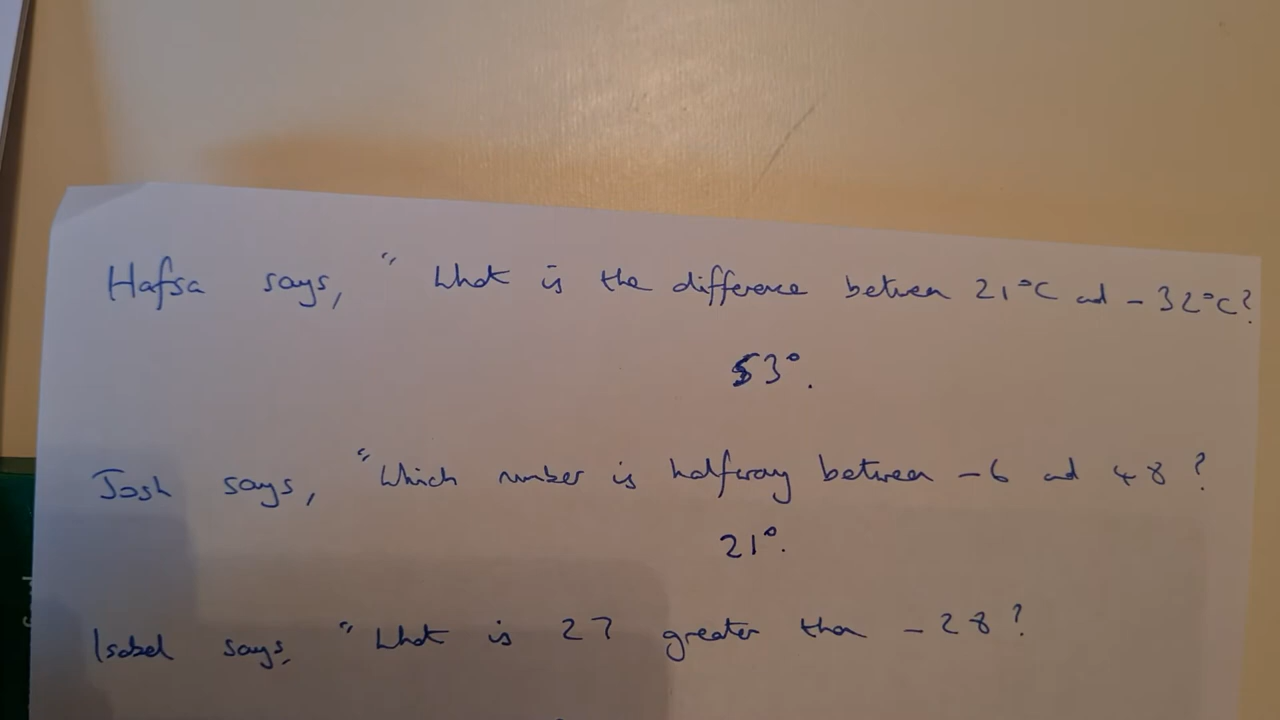 Hafsa says, "What is the difference between 21°C and -32°C?
53°.
Josh says, "Which number is halfway between -6 and 48?
21°.
Isabel says, "What is 27 greater than -28?